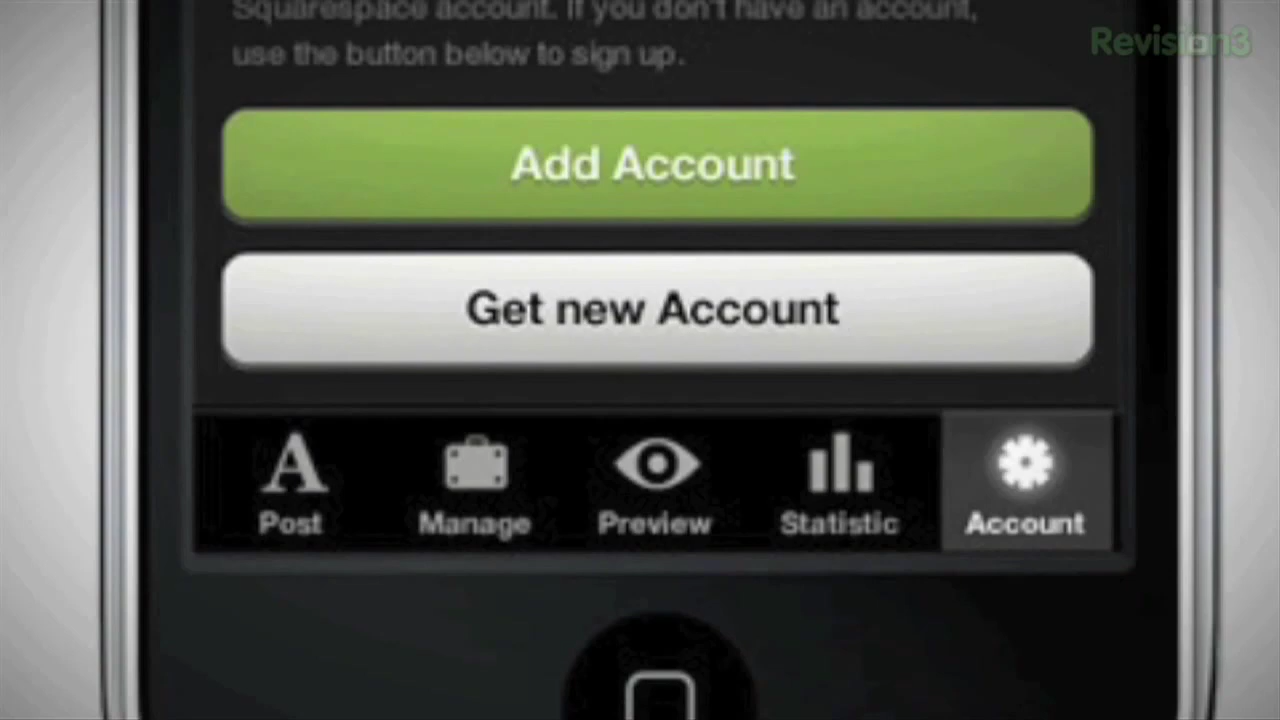 Squarespace account. If you don't have an account,
use the button below to sign up.
Revision3
Add Account
Get new Account
Post
Manage
Preview
Statistic
Account